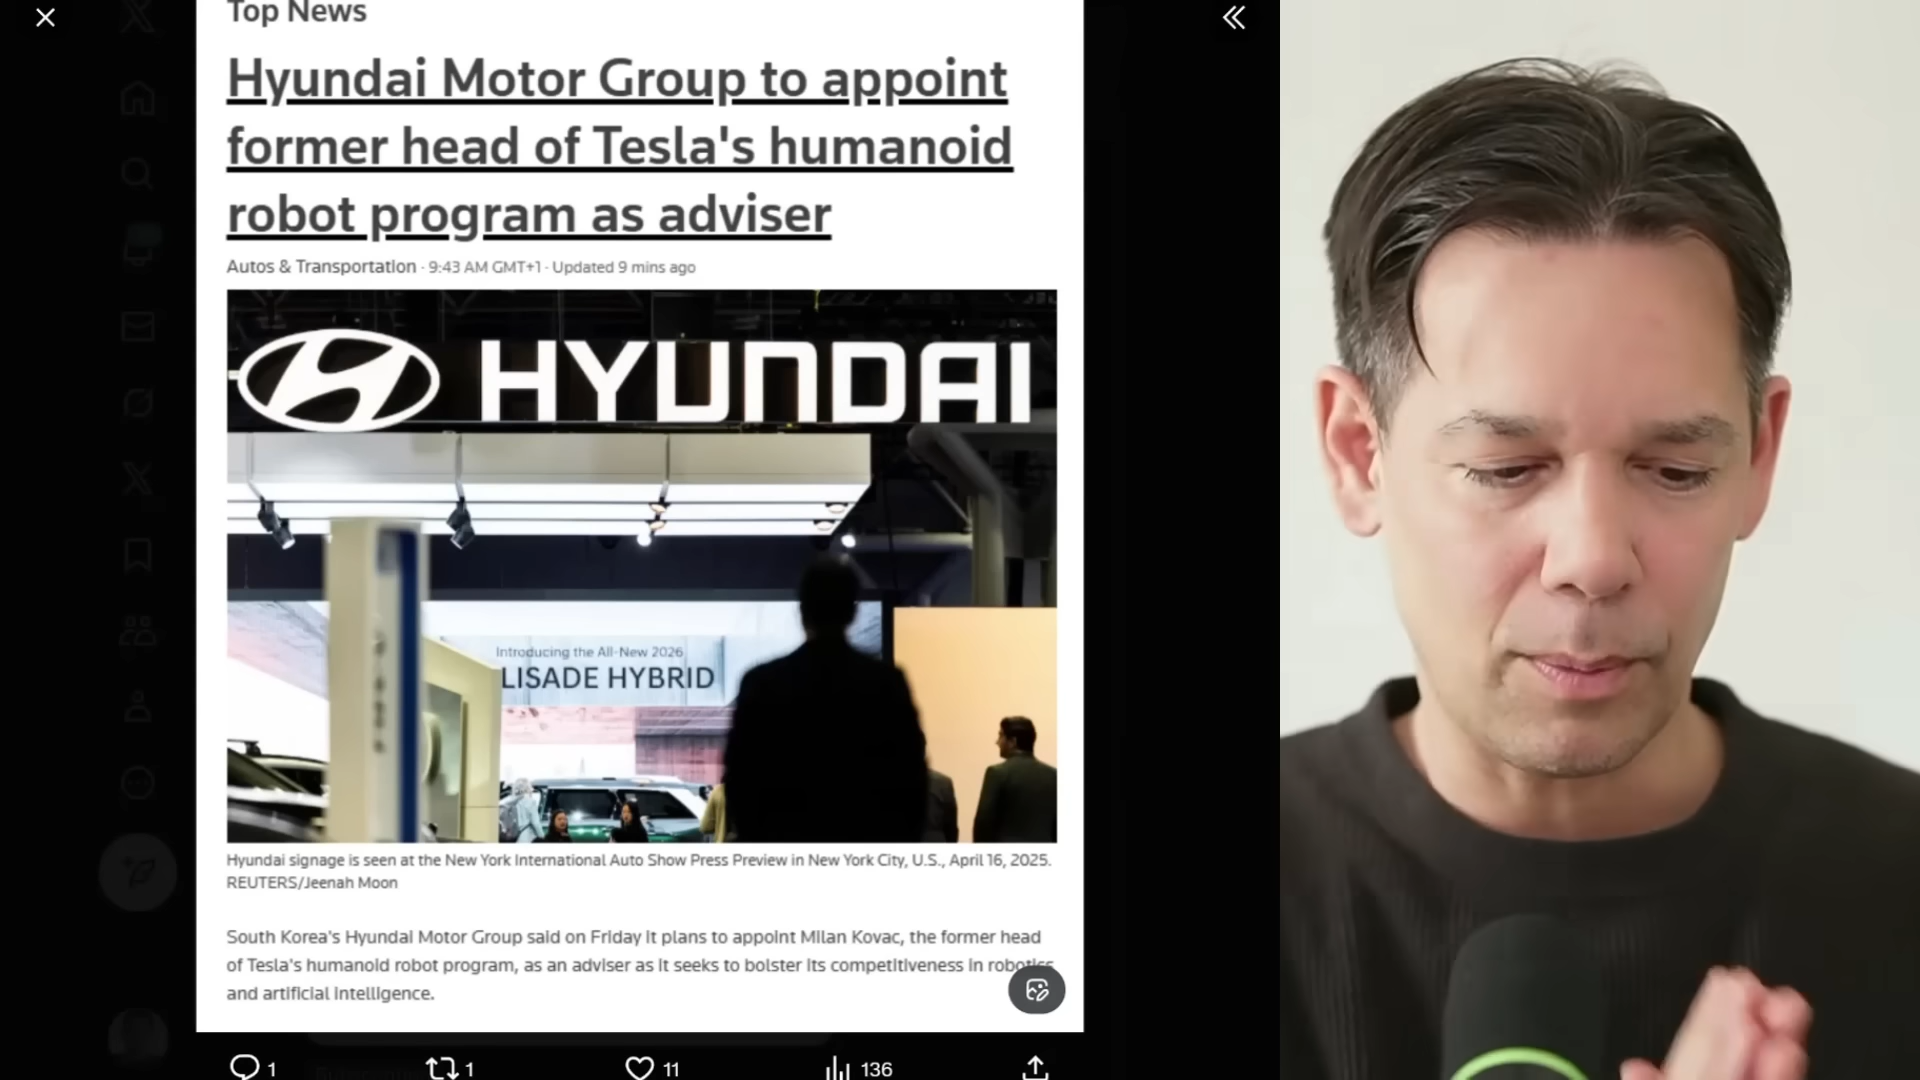 Top News
Hyundai Motor Group to appoint
former head of Tesla's humanoid
robot program as adviser
Autos & Transportation · 9:43 AM GMT+1 · Updated 9 mins ago
HYUNDAI
Introducing the All-New 2026
LISADE HYBRID
Hyundai signage is seen at the New York International Auto Show Press Preview in New York City, U.S., April 16, 2025.
REUTERS/Jeenah Moon
South Korea's Hyundai Motor Group said on Friday it plans to appoint Milan Kovac, the former head
of Tesla's humanoid robot program, as an adviser as it seeks to bolster its competitiveness in robotics
and artificial intelligence.
1
1
11
136